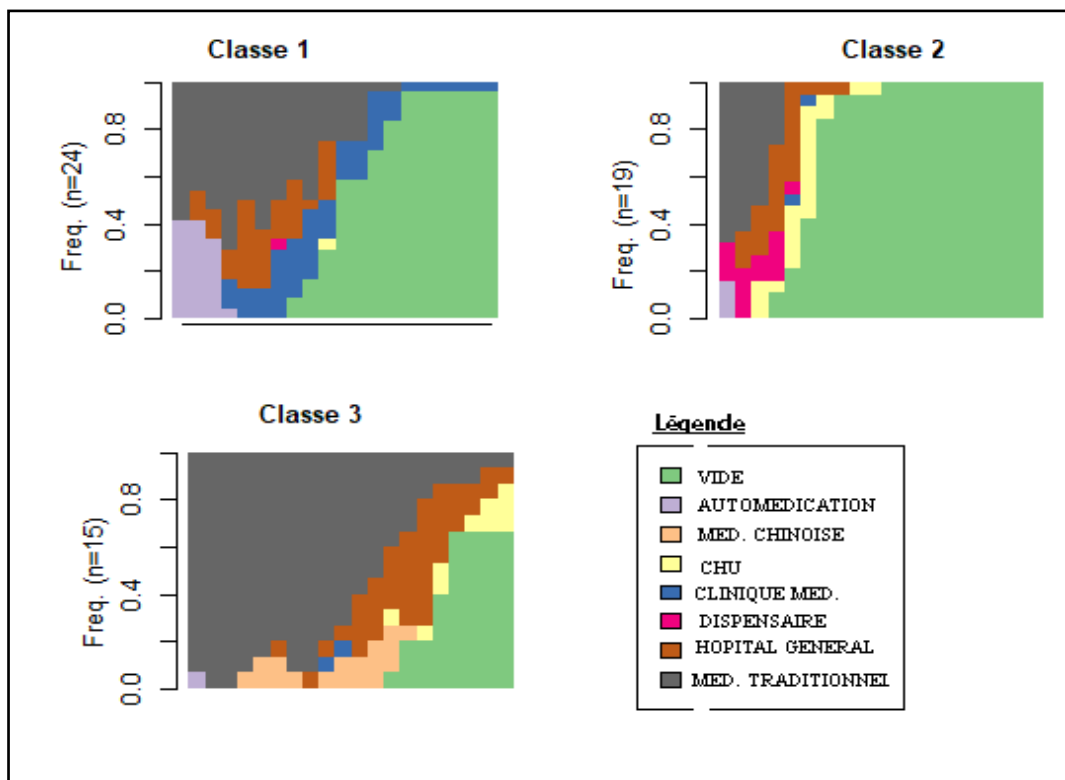 Classe 1
Freq. (n=24)
0.0 0.4 0.8
Classe 2
Freq. (n=19)
0.0 0.4 0.8
Classe 3
Freq. (n=15)
0.0 0.4 0.8
Légende
VIDE
AUTOMEDICATION
MED. CHINOISE
CHU
CLINIQUE MED.
DISPENSAIRE
HOPITAL GENERAL
MED. TRADITIONNEL